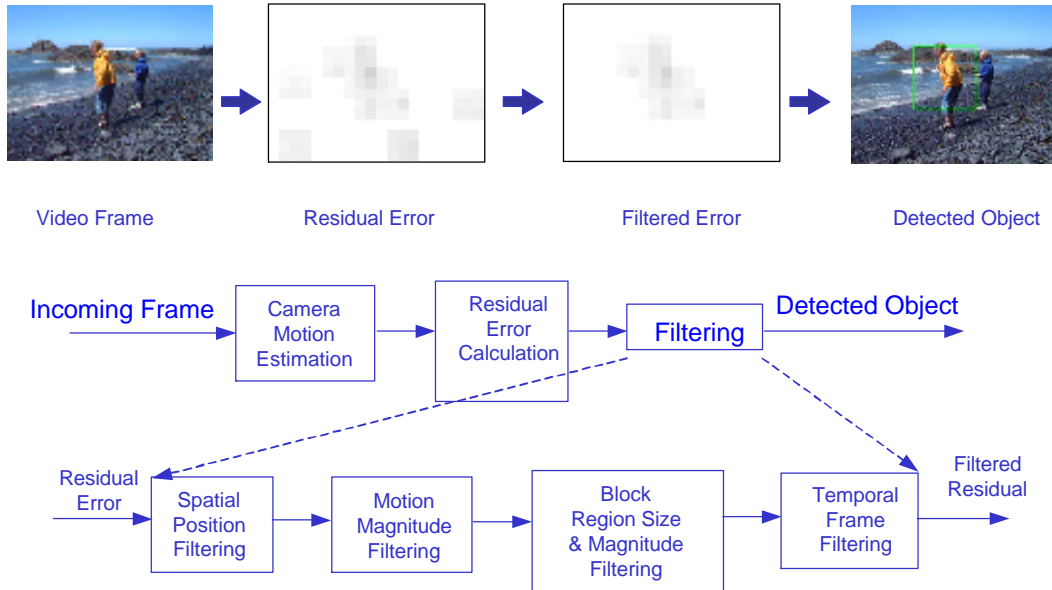 Video Frame
Residual Error
Filtered Error
Detected Object
Incoming Frame
Camera
Motion
Estimation
Residual
Error
Calculation
Filtering
Detected Object
Residual
Error
Spatial
Position
Filtering
Motion
Magnitude
Filtering
Block
Region Size
& Magnitude
Filtering
Temporal
Frame
Filtering
Filtered
Residual